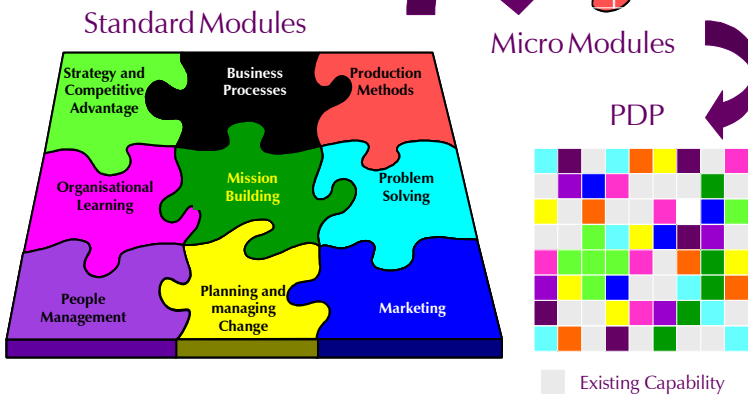 Standard Modules
Micro Modules
PDP
Strategy and
Competitive
Advantage
Business
Processes
Production
Methods
Organisational
Learning
Mission
Building
Problem
Solving
People
Management
Planning and
managing
Change
Marketing
Existing Capability